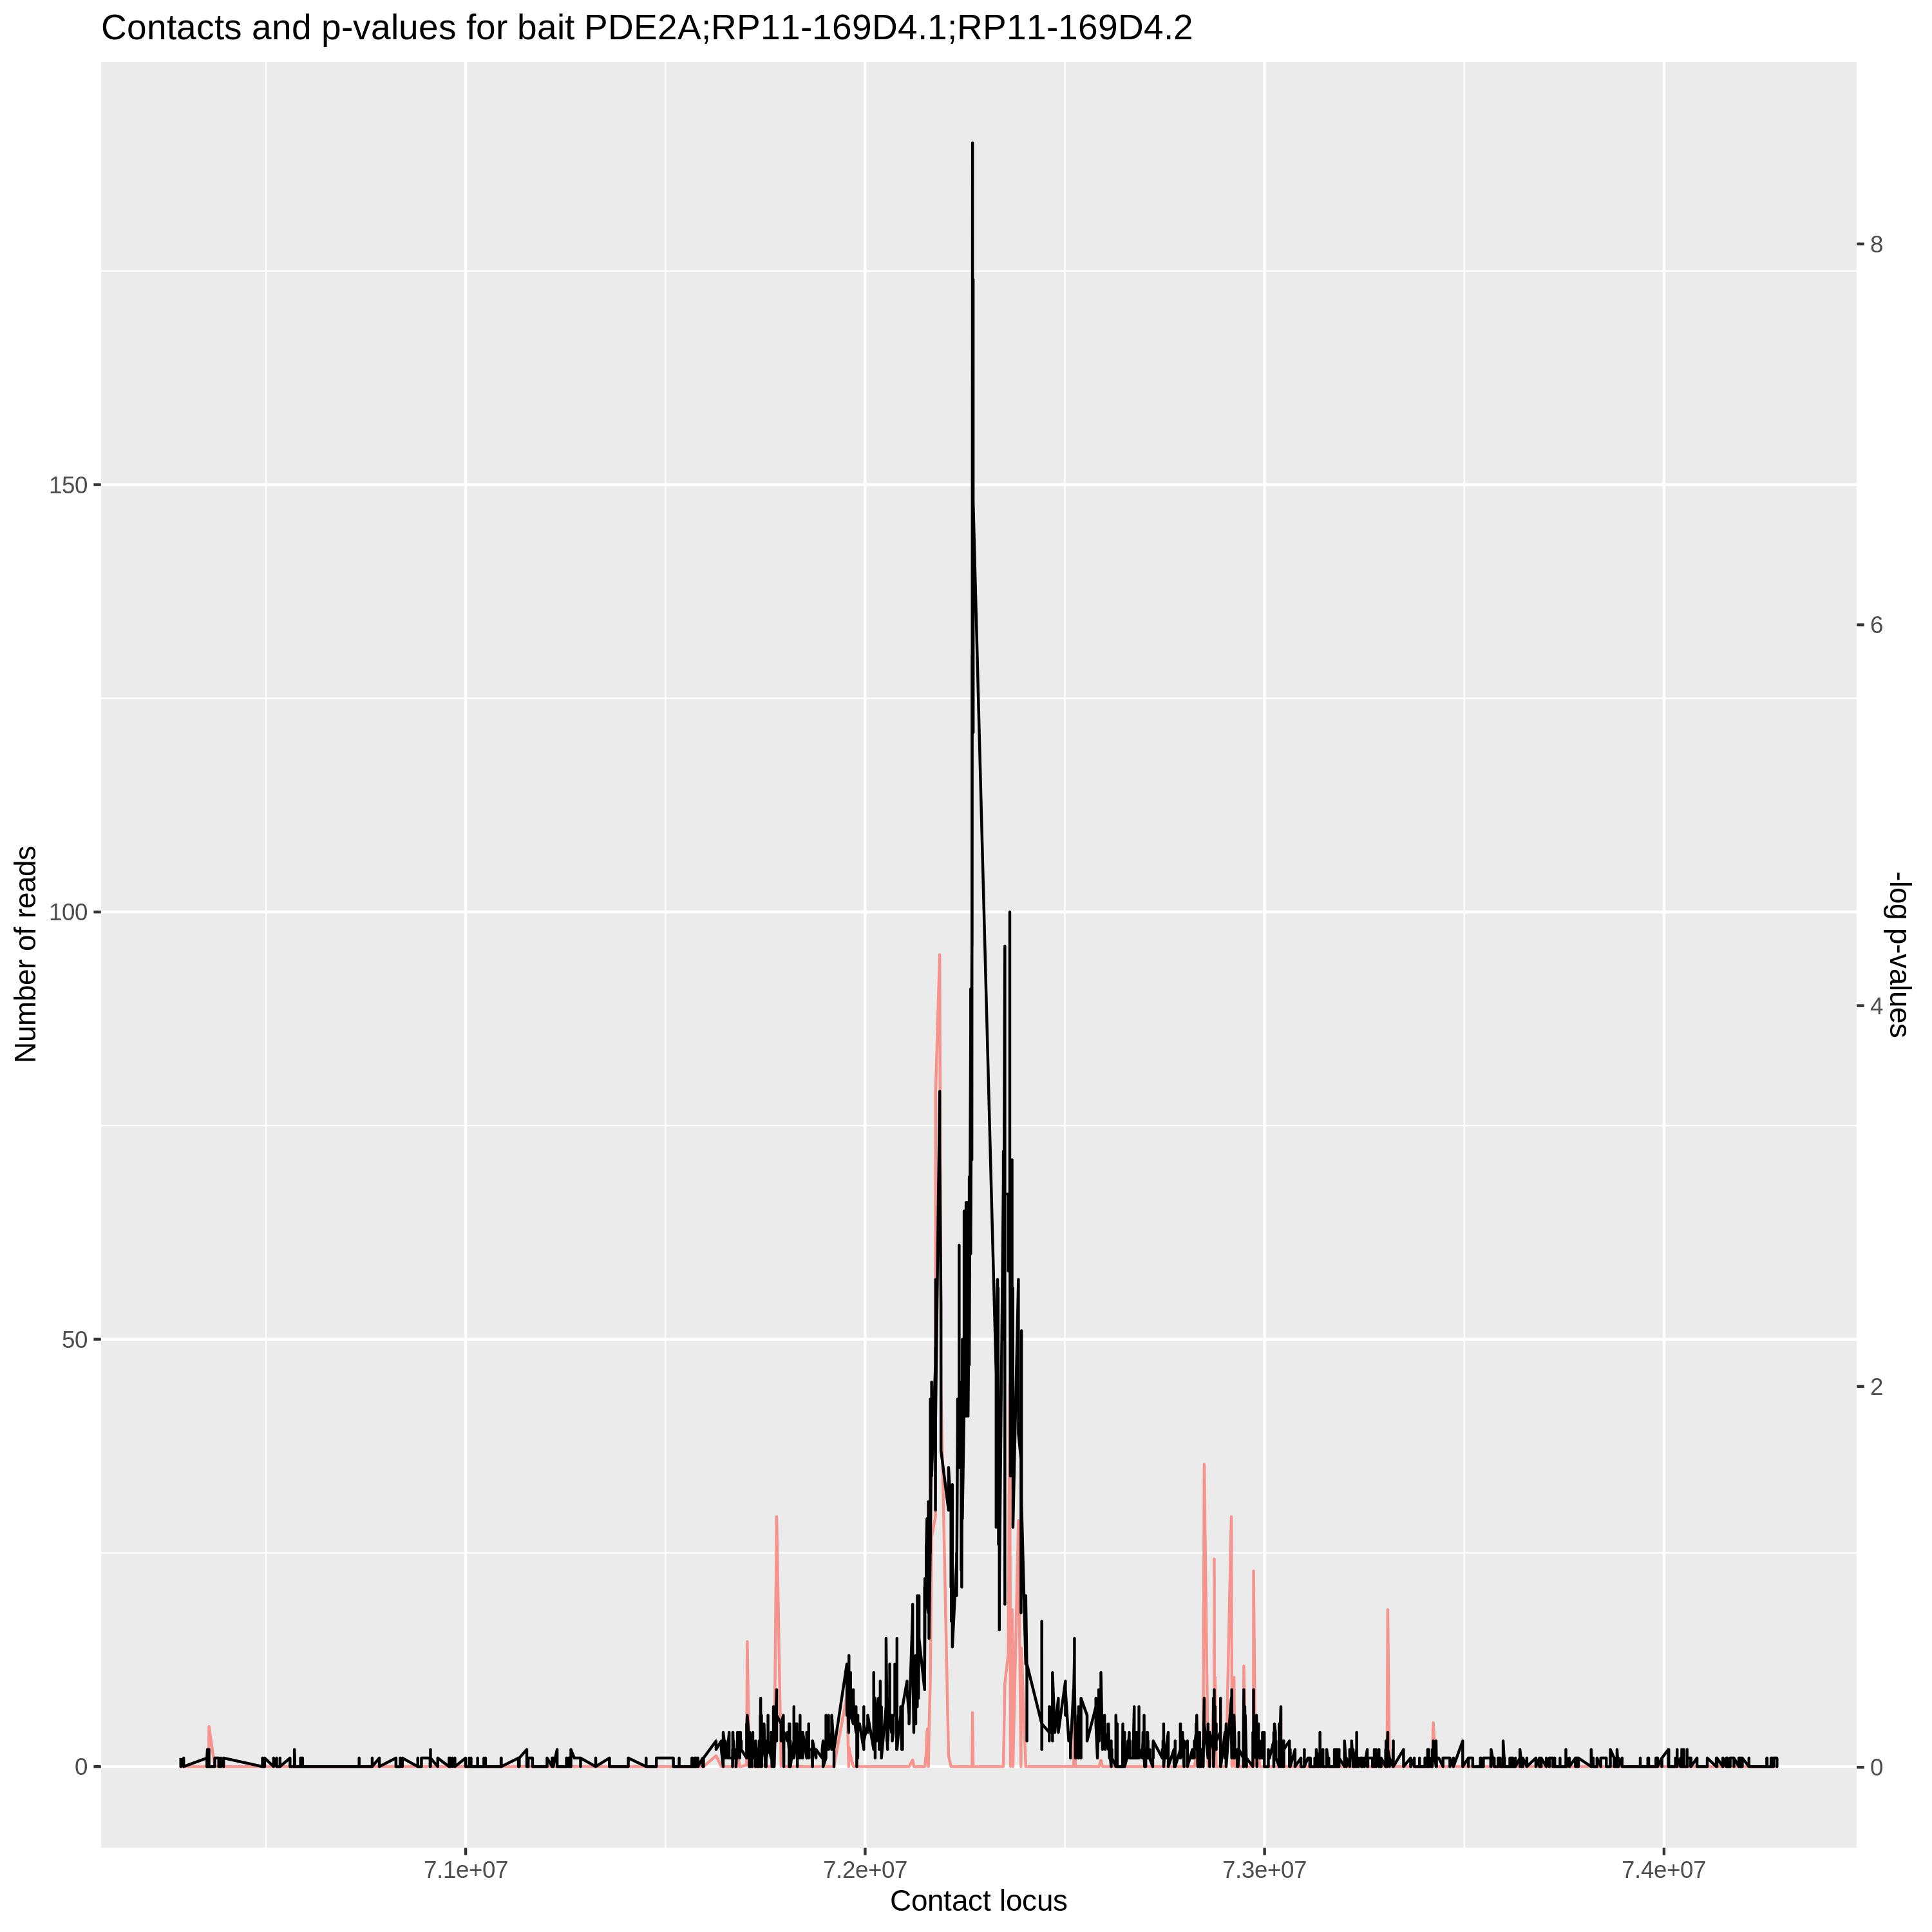 Contacts and p-values for bait PDE2A;RP11-169D4.1;RP11-169D4.2
Number of reads
150
100
50
0
8
6
4
2
0
-log p-values
7.1e+07
7.2e+07
7.3e+07
7.4e+07
Contact locus